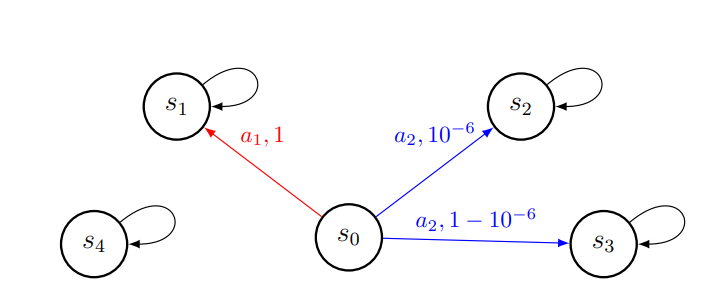 s₁
s₂
a₁, 1
a₂, 10⁻⁶
a₂, 1 − 10⁻⁶
s₄
s₀
s₃